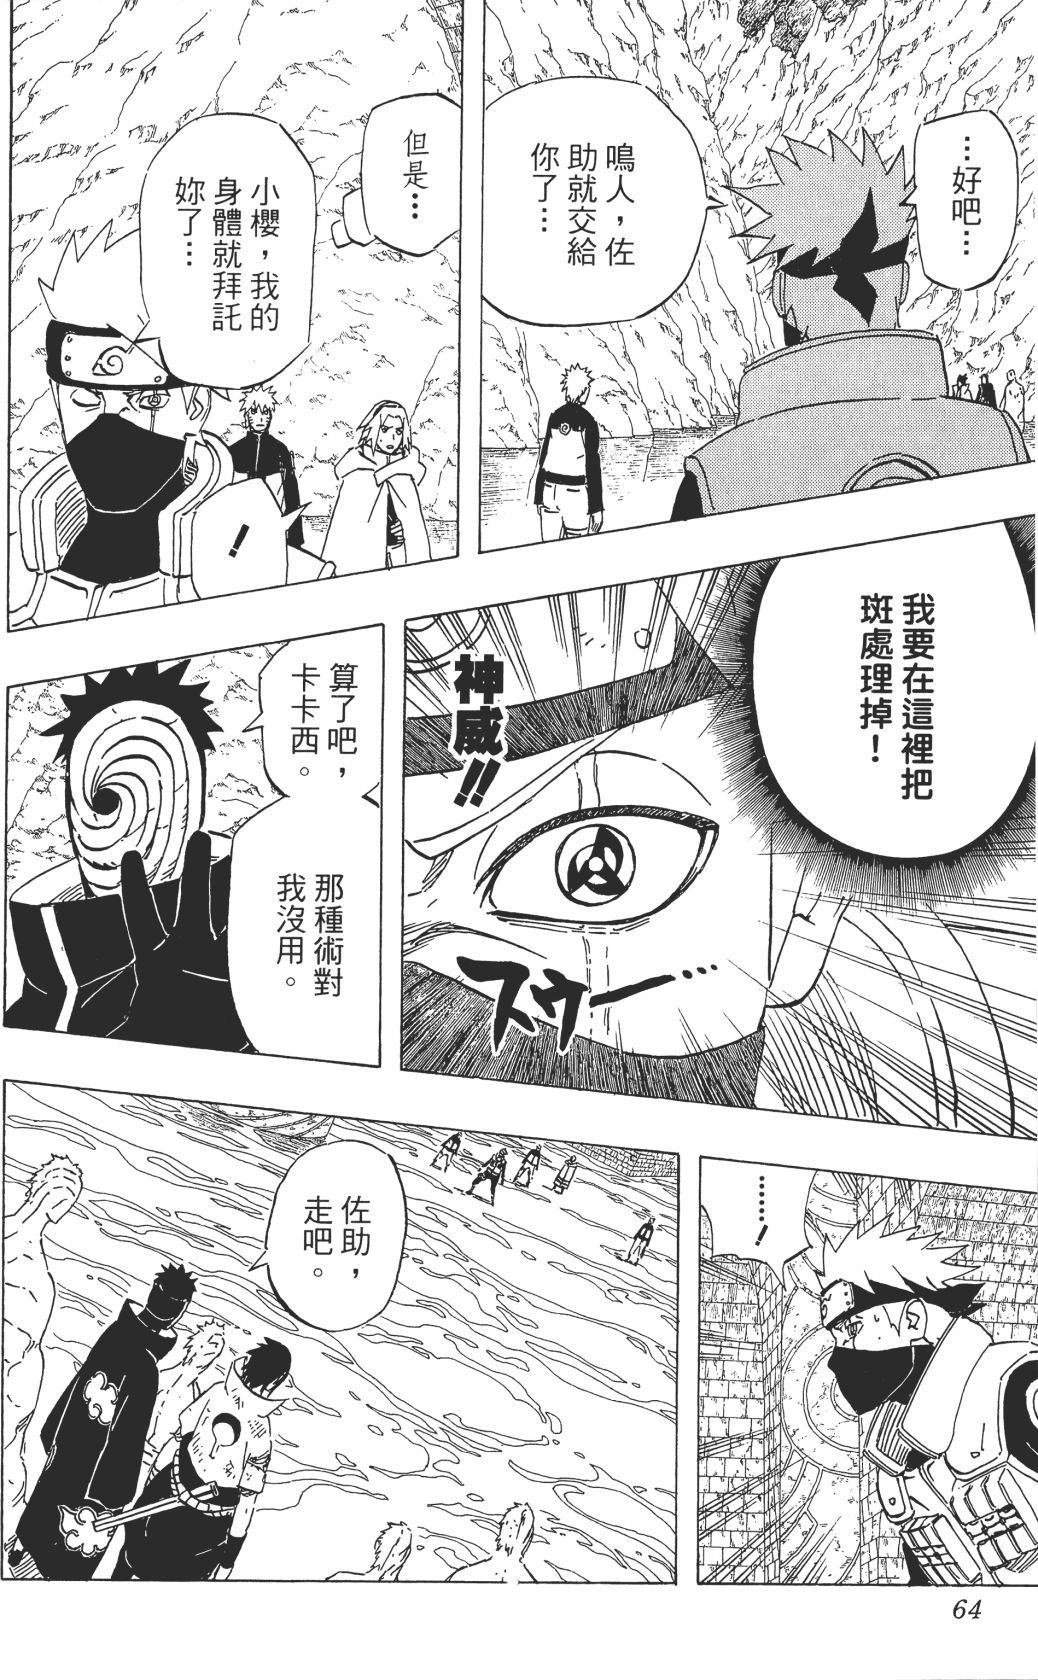 …好吧…
鳴人，佐
助就交給
你了…
但是…
小櫻，我的
身體就拜託
妳了…
！
我要在這裡把
斑處理掉！
神威!!
スゥー…
算了吧，
卡卡西。
那種術對
我沒用。
……！
佐助，
走吧。
64